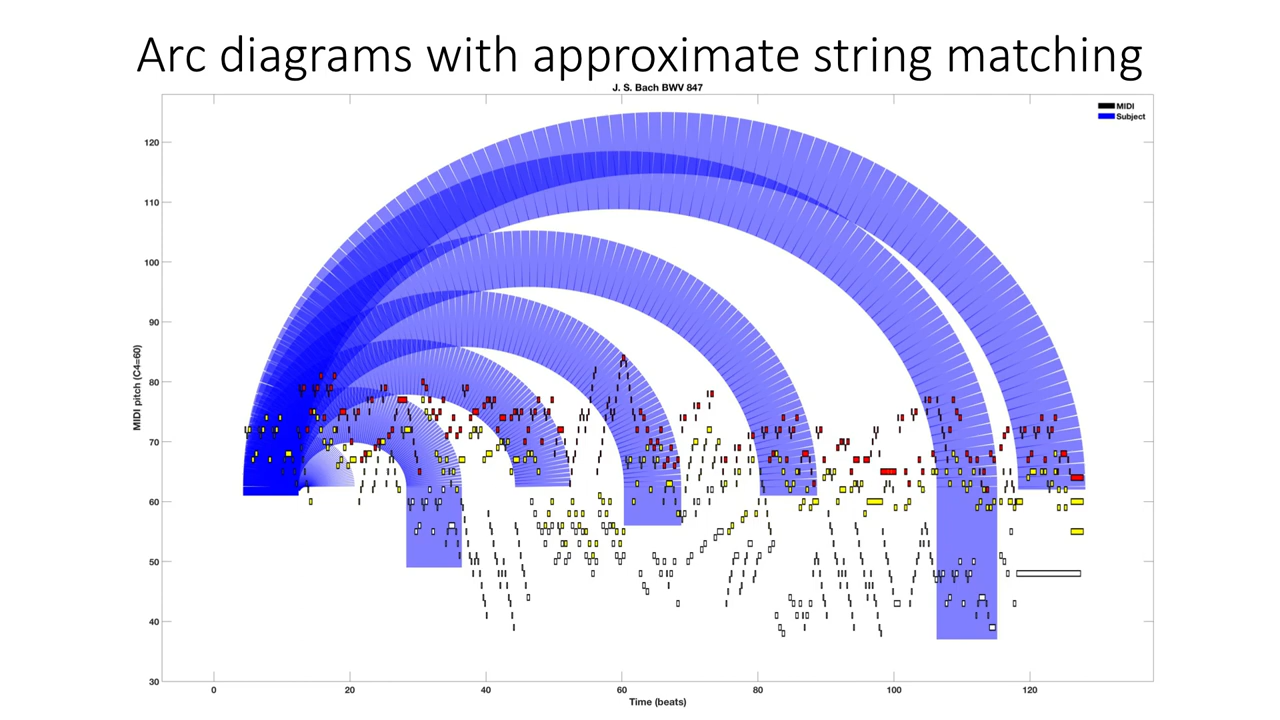 Arc diagrams with approximate string matching
J. S. Bach BWV 847
MIDI
Subject
MIDI pitch (C4=60)
120
110
100
90
80
70
60
50
40
30
0 20 40 60 80 100 120
Time (beats)